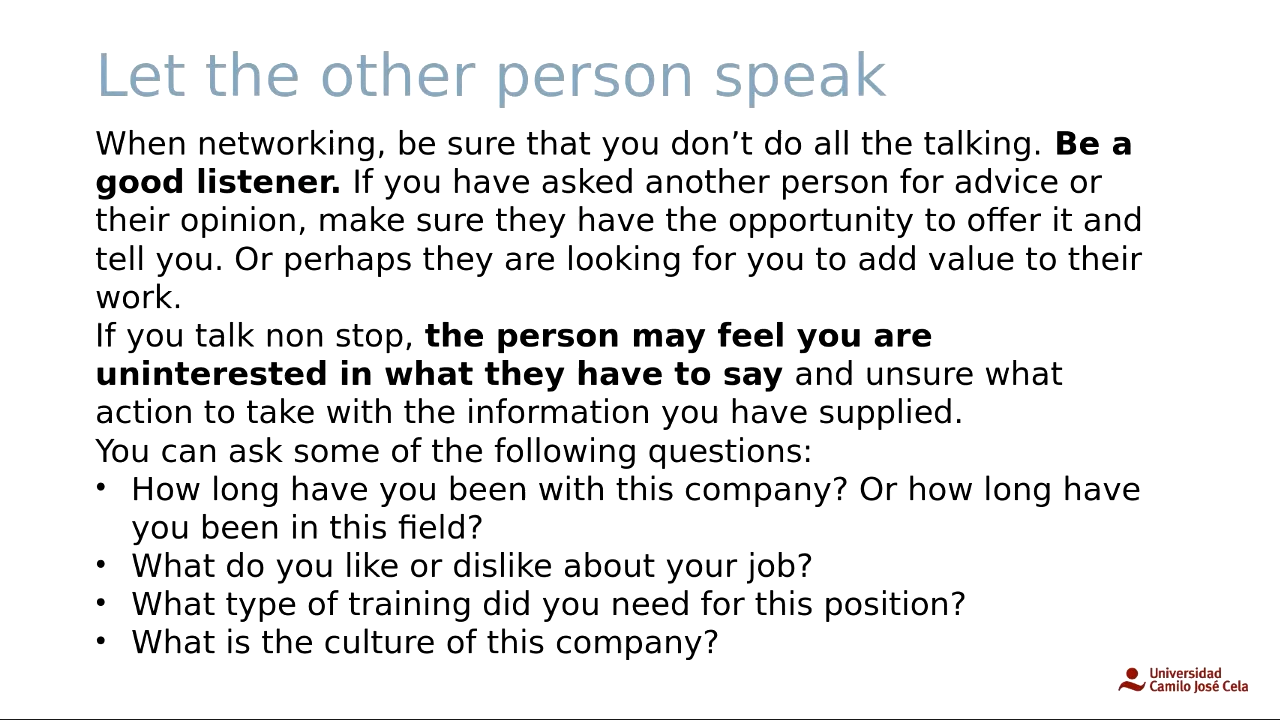 Let the other person speak
When networking, be sure that you don’t do all the talking. Be a
good listener. If you have asked another person for advice or
their opinion, make sure they have the opportunity to offer it and
tell you. Or perhaps they are looking for you to add value to their
work.
If you talk non stop, the person may feel you are
uninterested in what they have to say and unsure what
action to take with the information you have supplied.
You can ask some of the following questions:
• How long have you been with this company? Or how long have
you been in this field?
• What do you like or dislike about your job?
• What type of training did you need for this position?
• What is the culture of this company?
Universidad
Camilo José Cela